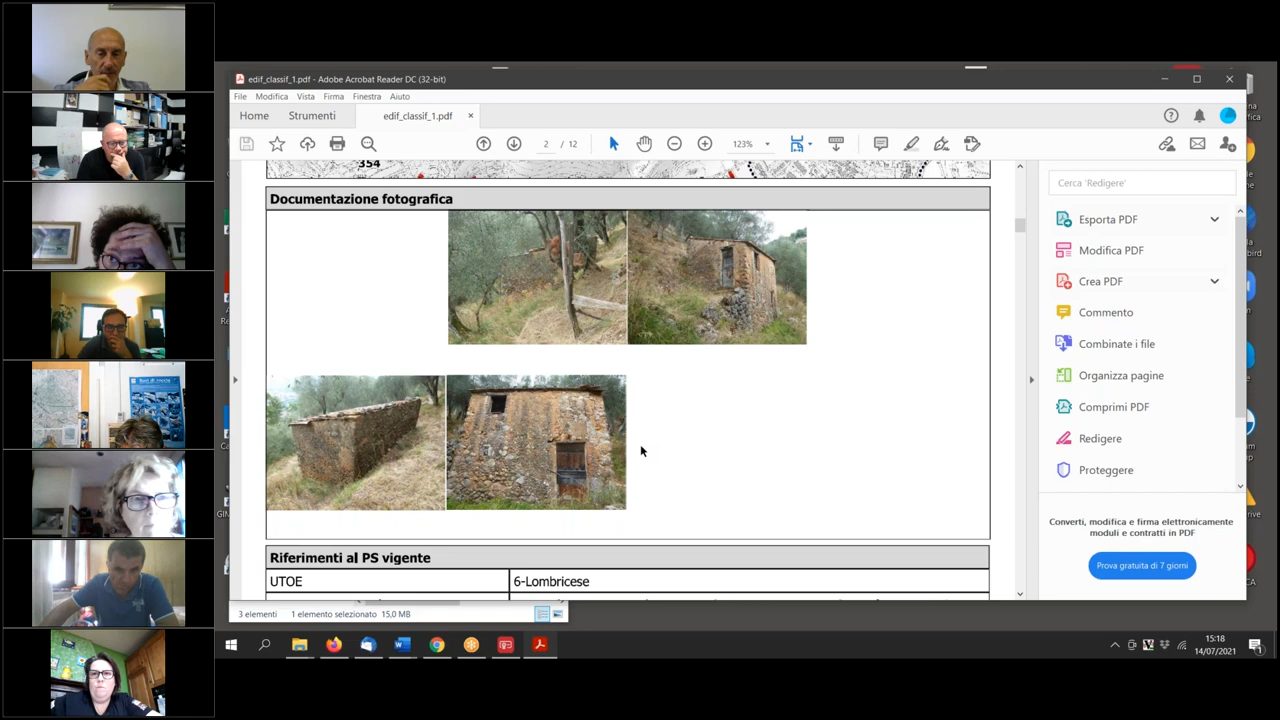 edif_classif_1.pdf - Adobe Acrobat Reader DC (32-bit)
File Modifica Vista Firma Finestra Aiuto
Home Strumenti edif_classif_1.pdf ×
2 / 12 123%
354
Documentazione fotografica
Riferimenti al PS vigente
UTOE 6-Lombricese
Cerca 'Redigere'
Esporta PDF
Modifica PDF
Crea PDF
Commento
Combinate i file
Organizza pagine
Comprimi PDF
Redigere
Proteggere
Converti, modifica e firma elettronicamente
moduli e contratti in PDF
Prova gratuita di 7 giorni
3 elementi 1 elemento selezionato 15,0 MB
15:18
14/07/2021